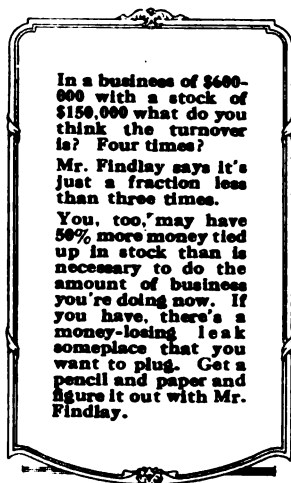 In a business of $600-
000 with a stock of
$150,000 what do you
think the turnover
is? Four times?
Mr. Findlay says it's
just a fraction less
than three times.
You, too, may have
50% more money tied
up in stock than is
necessary to do the
amount of business
you're doing now. If
you have, there's a
money-losing leak
someplace that you
want to plug. Get a
pencil and paper and
figure it out with Mr.
Findlay.